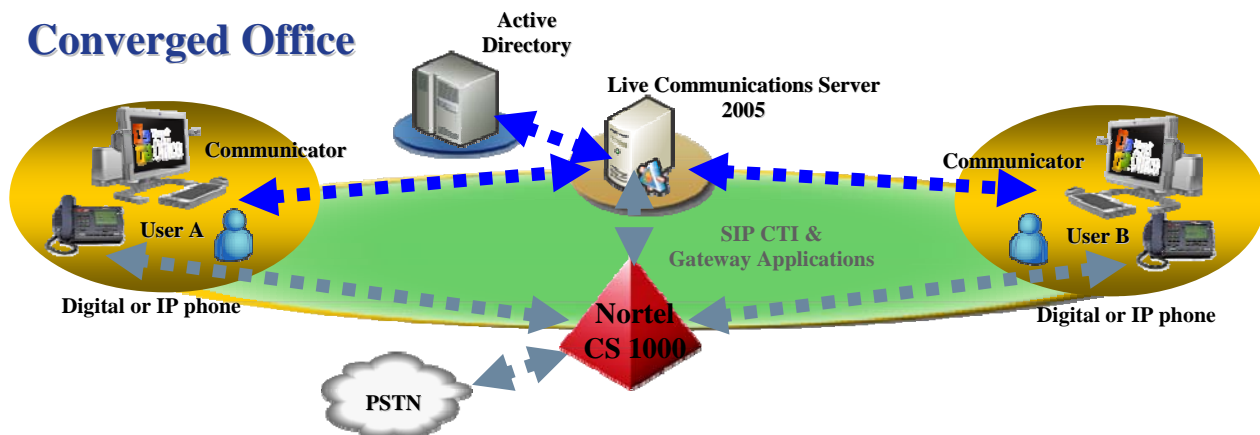 Converged Office
Active
Directory
Live Communications Server
2005
Communicator
Communicator
User A
User B
SIP CTI &
Gateway Applications
Digital or IP phone
Digital or IP phone
Nortel
CS 1000
PSTN